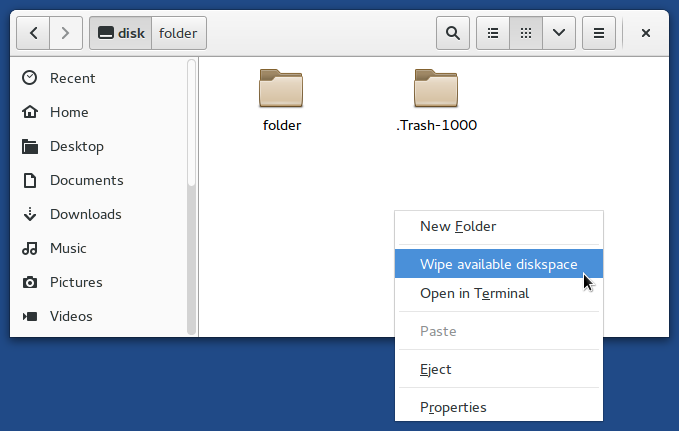 disk
folder
Recent
Home
Desktop
Documents
Downloads
Music
Pictures
Videos
folder
.Trash-1000
New Folder
Wipe available diskspace
Open in Terminal
Paste
Eject
Properties